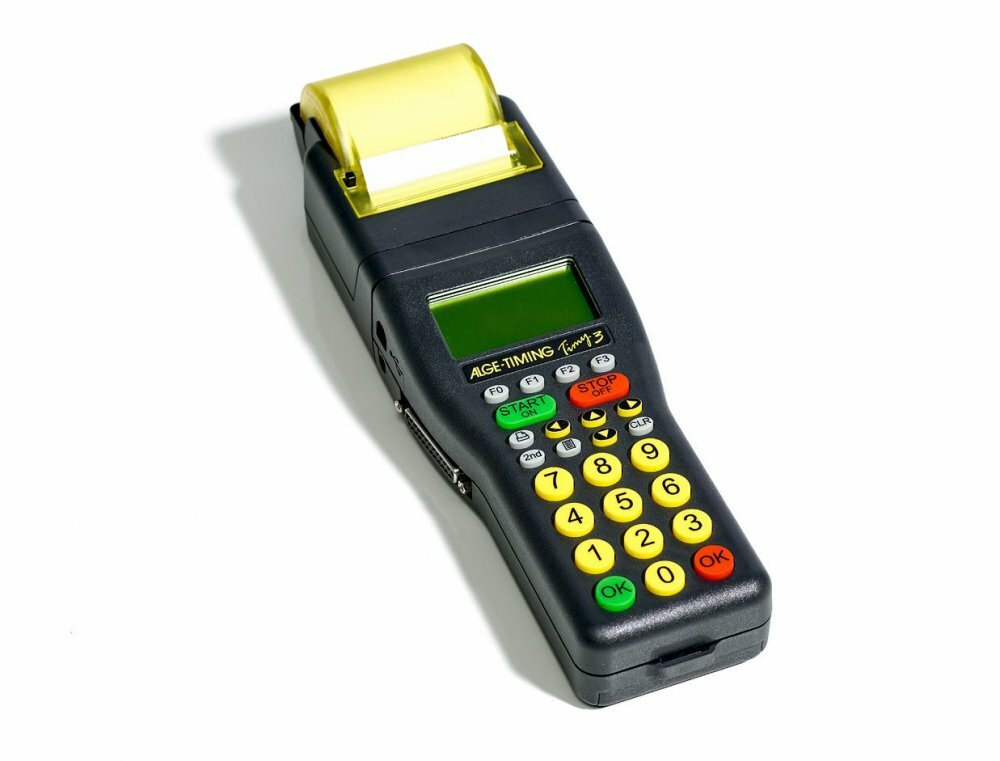 ALGE-TIMING Timy 3
F0 F1 F2 F3
START ON
STOP OFF
CLR
2nd
7 8 9
4 5 6
1 2 3
OK 0 OK